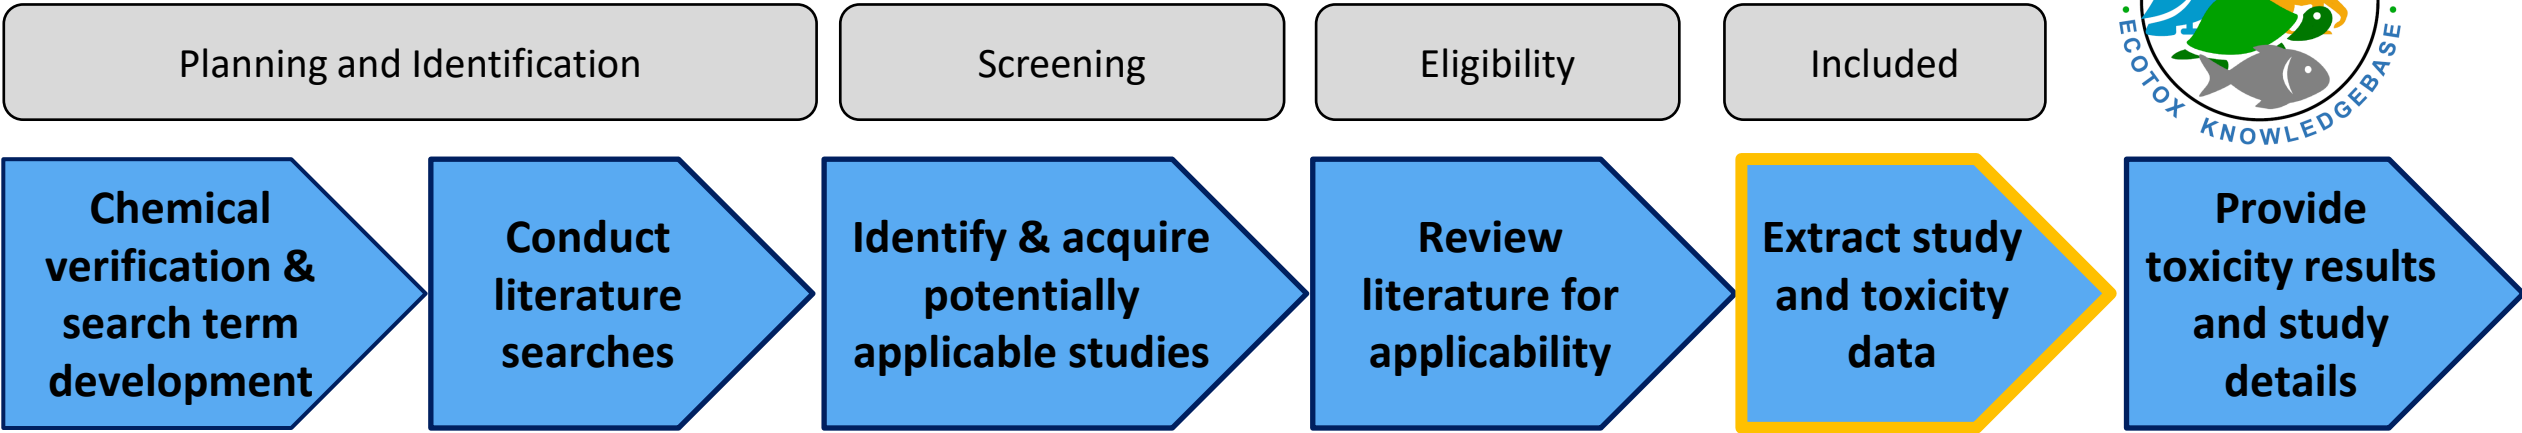 Planning and Identification
Screening
Eligibility
Included
ECOTOX KNOWLEDGEBASE
Chemical
verification &
search term
development
Conduct
literature
searches
Identify & acquire
potentially
applicable studies
Review
literature for
applicability
Extract study
and toxicity
data
Provide
toxicity results
and study
details